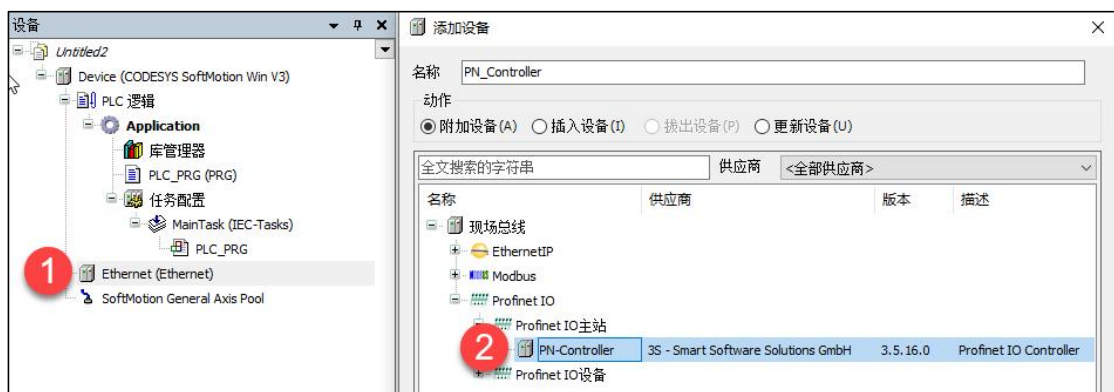 设备
Untitled2
Device (CODESYS SoftMotion Win V3)
PLC 逻辑
Application
库管理器
PLC_PRG (PRG)
任务配置
MainTask (IEC-Tasks)
PLC_PRG
1
Ethernet (Ethernet)
SoftMotion General Axis Pool
添加设备
名称 PN_Controller
动作
附加设备(A) 插入设备(I) 拔出设备(P) 更新设备(U)
全文搜索的字符串 供应商 <全部供应商>
名称 供应商 版本 描述
现场总线
EthernetIP
Modbus
Profinet IO
Profinet IO主站
2
PN-Controller 3S - Smart Software Solutions GmbH 3.5.16.0 Profinet IO Controller
Profinet IO设备